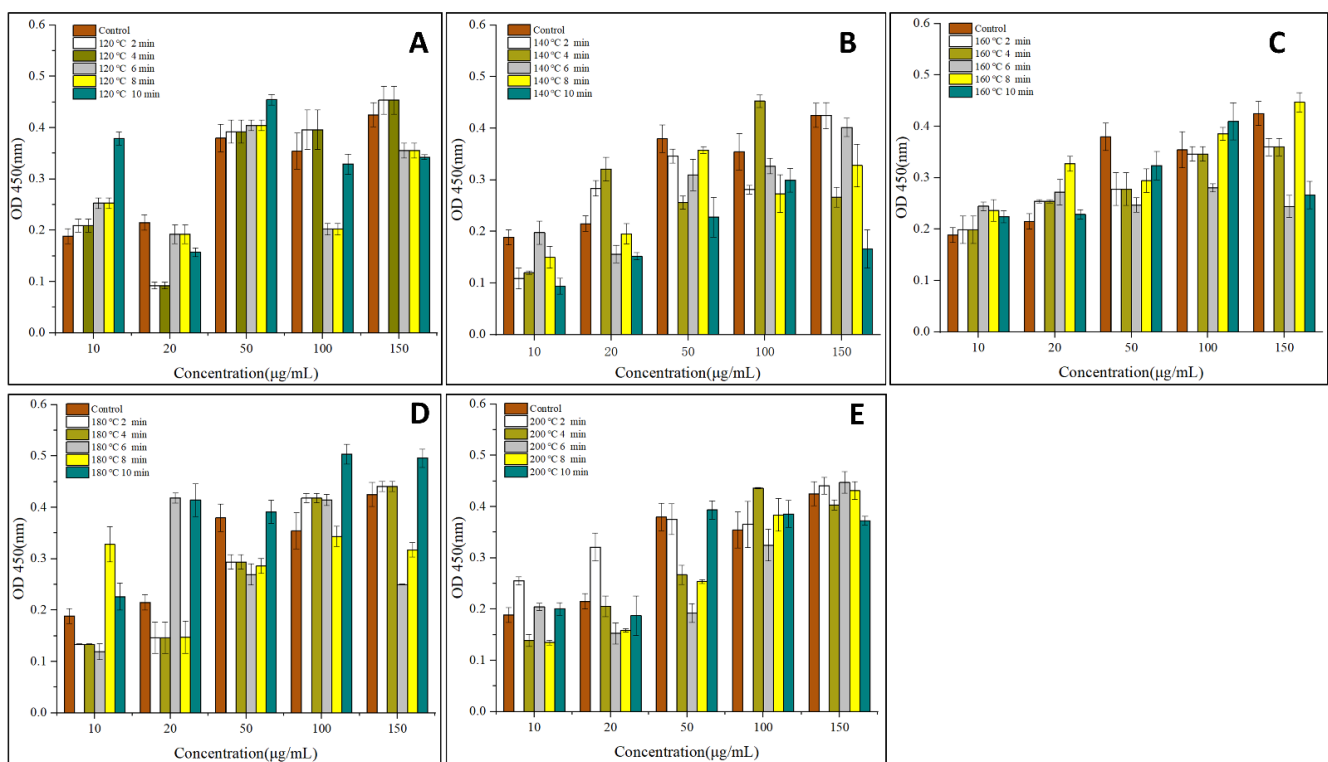 A
Control
120 ℃ 2 min
120 ℃ 4 min
120 ℃ 6 min
120 ℃ 8 min
120 ℃ 10 min
OD 450(nm)
0.6
0.5
0.4
0.3
0.2
0.1
0.0
10 20 50 100 150
Concentration(μg/mL)
B
Control
140 ℃ 2 min
140 ℃ 4 min
140 ℃ 6 min
140 ℃ 8 min
140 ℃ 10 min
OD 450(nm)
0.6
0.5
0.4
0.3
0.2
0.1
0.0
10 20 50 100 150
Concentration(μg/mL)
C
Control
160 ℃ 2 min
160 ℃ 4 min
160 ℃ 6 min
160 ℃ 8 min
160 ℃ 10 min
OD 450(nm)
0.6
0.5
0.4
0.3
0.2
0.1
0.0
10 20 50 100 150
Concentration(μg/mL)
D
Control
180 ℃ 2 min
180 ℃ 4 min
180 ℃ 6 min
180 ℃ 8 min
180 ℃ 10 min
OD 450(nm)
0.6
0.5
0.4
0.3
0.2
0.1
0.0
10 20 50 100 150
Concentration(μg/mL)
E
Control
200 ℃ 2 min
200 ℃ 4 min
200 ℃ 6 min
200 ℃ 8 min
200 ℃ 10 min
OD 450(nm)
0.6
0.5
0.4
0.3
0.2
0.1
0.0
10 20 50 100 150
Concentration(μg/mL)